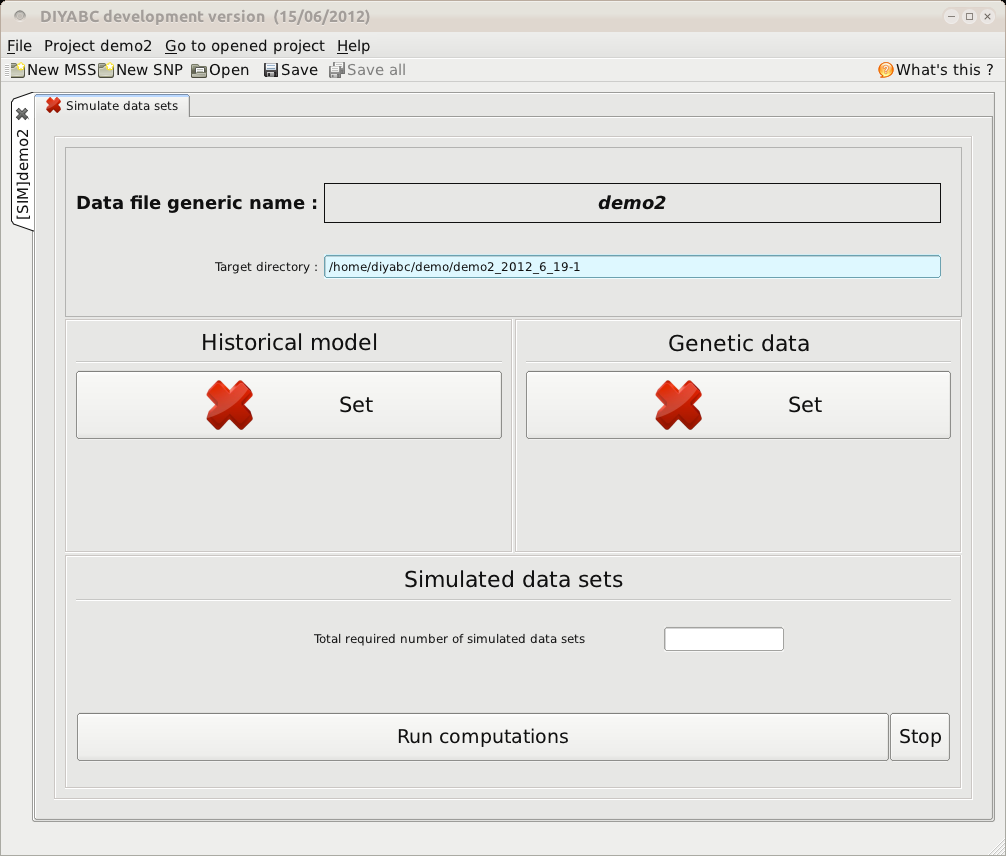 DIYABC development version (15/06/2012)
File Project demo2 Go to opened project Help
New MSS New SNP Open Save Save all What's this ?
[SIM]demo2
Simulate data sets
Data file generic name : demo2
Target directory : /home/diyabc/demo/demo2_2012_6_19-1
Historical model
Genetic data
Set
Set
Simulated data sets
Total required number of simulated data sets
Run computations
Stop